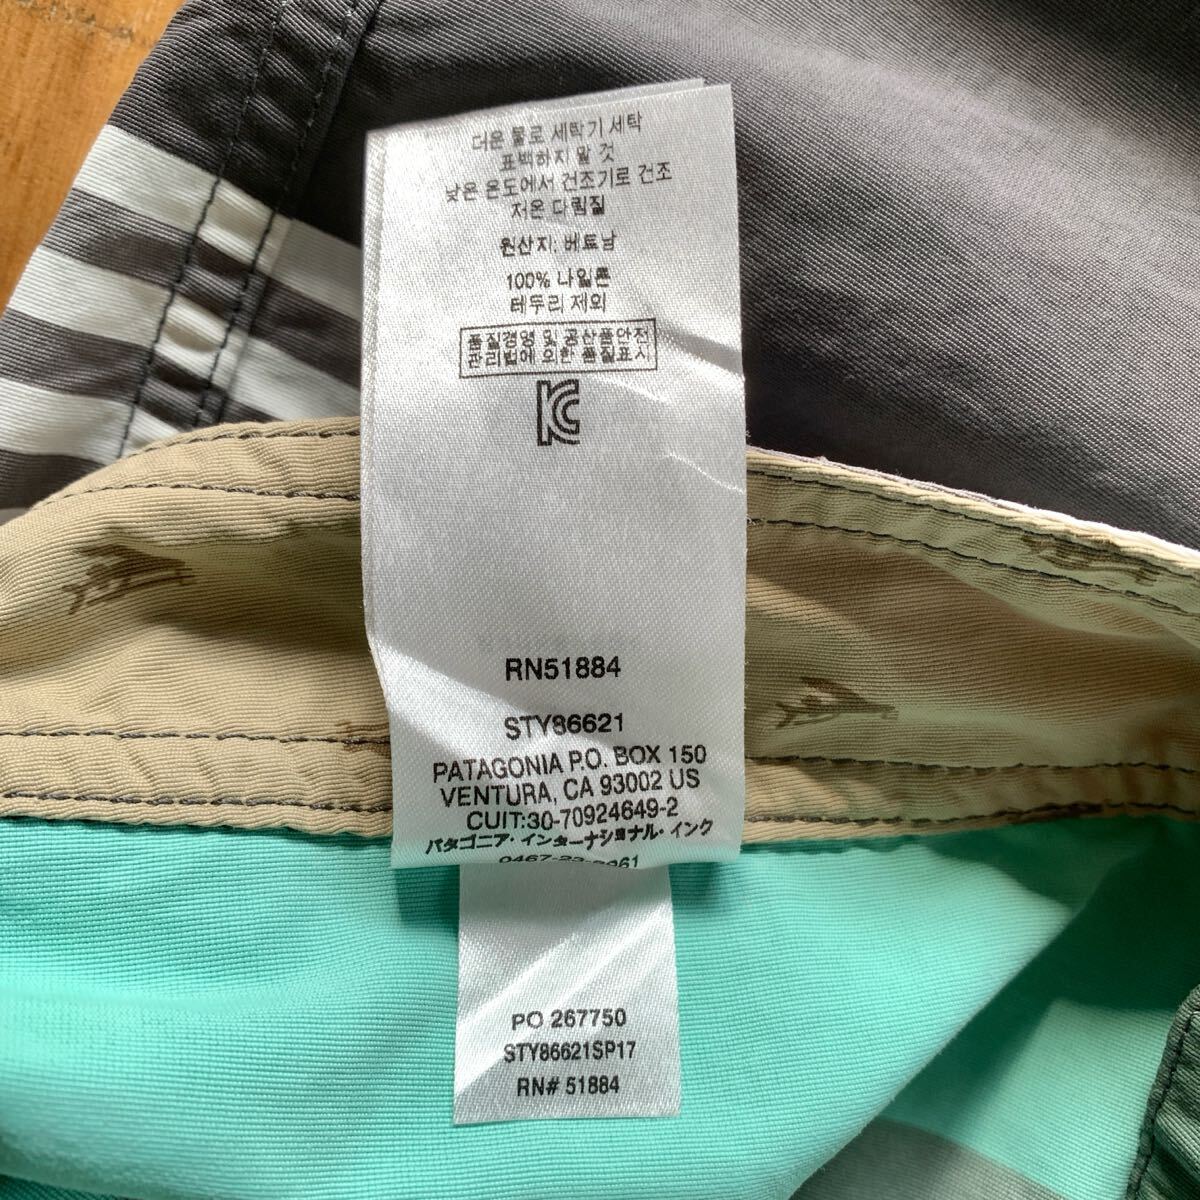 더운 물로 세탁기 세탁
표백하지 말 것
낮은 온도에서 건조기로 건조
저온 다림질
원산지: 베트남
100% 나일론
테두리 제외
품질경영 및 공산품안전
관리법에 의한 품질표시
RN51884
STY86621
PATAGONIA P.O. BOX 150
VENTURA, CA 93002 US
CUIT:30-70924649-2
パタゴニア・インターナショナル・インク
PO 267750
STY86621SP17
RN# 51884